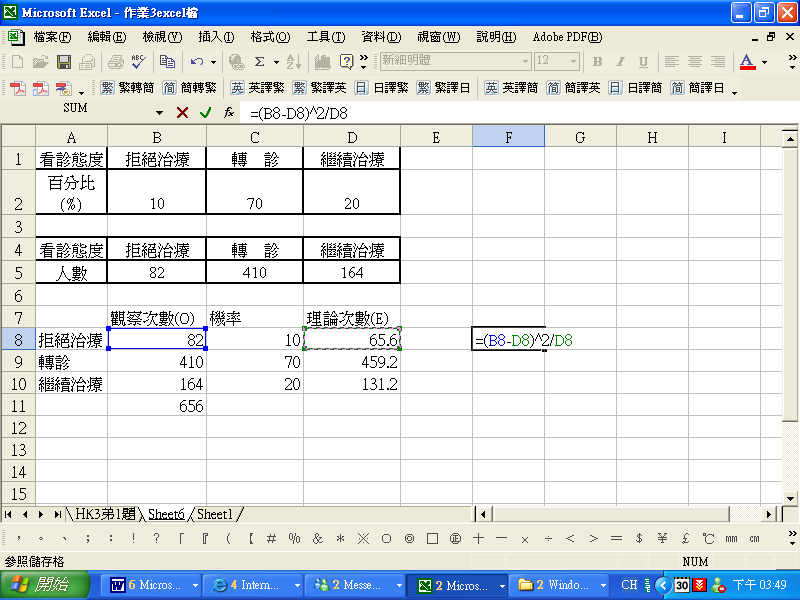 Microsoft Excel - 作業3excel檔
檔案(F) 編輯(E) 檢視(V) 插入(I) 格式(O) 工具(T) 資料(D) 視窗(W) 說明(H) Adobe PDF(B)
新細明體 12 B I U A
繁轉簡 簡轉繁 英譯繁 繁譯英 日譯繁 繁譯日 英譯簡 簡譯英 日譯簡 簡譯日
SUM fx =(B8-D8)^2/D8
A B C D E F G H I
1 看診態度 拒絕治療 轉 診 繼續治療
百分比
2 (%) 10 70 20
3
4 看診態度 拒絕治療 轉 診 繼續治療
5 人數 82 410 164
6
7 觀察次數(O) 機率 理論次數(E)
8 拒絕治療 82 10 65.6 =(B8-D8)^2/D8
9 轉診 410 70 459.2
10 繼續治療 164 20 131.2
11 656
12
13
14
15
HK3第1題 Sheet6 Sheet1
, 。 、 ; : ! ? 『 ( 【 # % & * ※ ○ ◎ □ + - × ÷ < > = $ ¥ £ ℃ mm cm
參照儲存格 NUM
開始 6 Micros... 4 Intern... 2 Messe... 2 Micros... 2 Windo... CH 30 下午 03:49